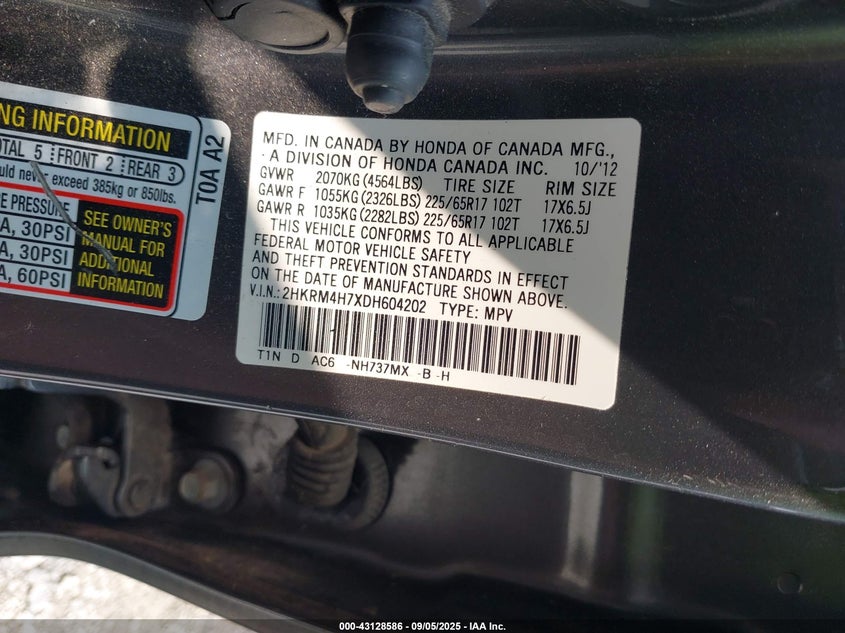 NG INFORMATION
OTAL 5 FRONT 2 REAR 3
uld never exceed 385kg or 850lbs.
E PRESSURE
A, 30PSI
A, 30PSI
A, 60PSI
SEE OWNER'S
MANUAL FOR
ADDITIONAL
INFORMATION
T0A A2
MFD. IN CANADA BY HONDA OF CANADA MFG.,
A DIVISION OF HONDA CANADA INC. 10/'12
GVWR 2070KG (4564LBS) TIRE SIZE RIM SIZE
GAWR F 1055KG (2326LBS) 225/65R17 102T 17X6.5J
GAWR R 1035KG (2282LBS) 225/65R17 102T 17X6.5J
THIS VEHICLE CONFORMS TO ALL APPLICABLE
FEDERAL MOTOR VEHICLE SAFETY
AND THEFT PREVENTION STANDARDS IN EFFECT
ON THE DATE OF MANUFACTURE SHOWN ABOVE.
V.I.N.: 2HKRM4H7XDH604202 TYPE: MPV
T1N D AC6 -NH737MX -B -H
000-43128586 - 09/05/2025 - IAA Inc.